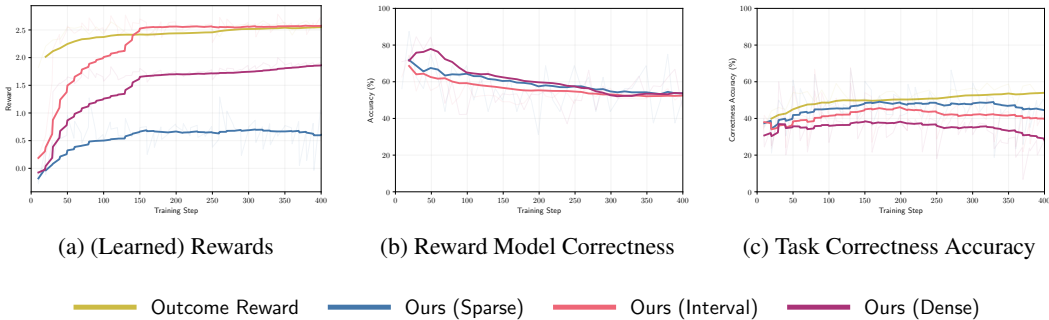 2.5
2.0
1.5
1.0
0.5
0.0
Reward
0 50 100 150 200 250 300 350 400
Training Step
(a) (Learned) Rewards
100
80
60
40
20
0
Accuracy (%)
0 50 100 150 200 250 300 350 400
Training Step
(b) Reward Model Correctness
100
80
60
40
20
0
Correctness Accuracy (%)
0 50 100 150 200 250 300 350 400
Training Step
(c) Task Correctness Accuracy
Outcome Reward Ours (Sparse) Ours (Interval) Ours (Dense)